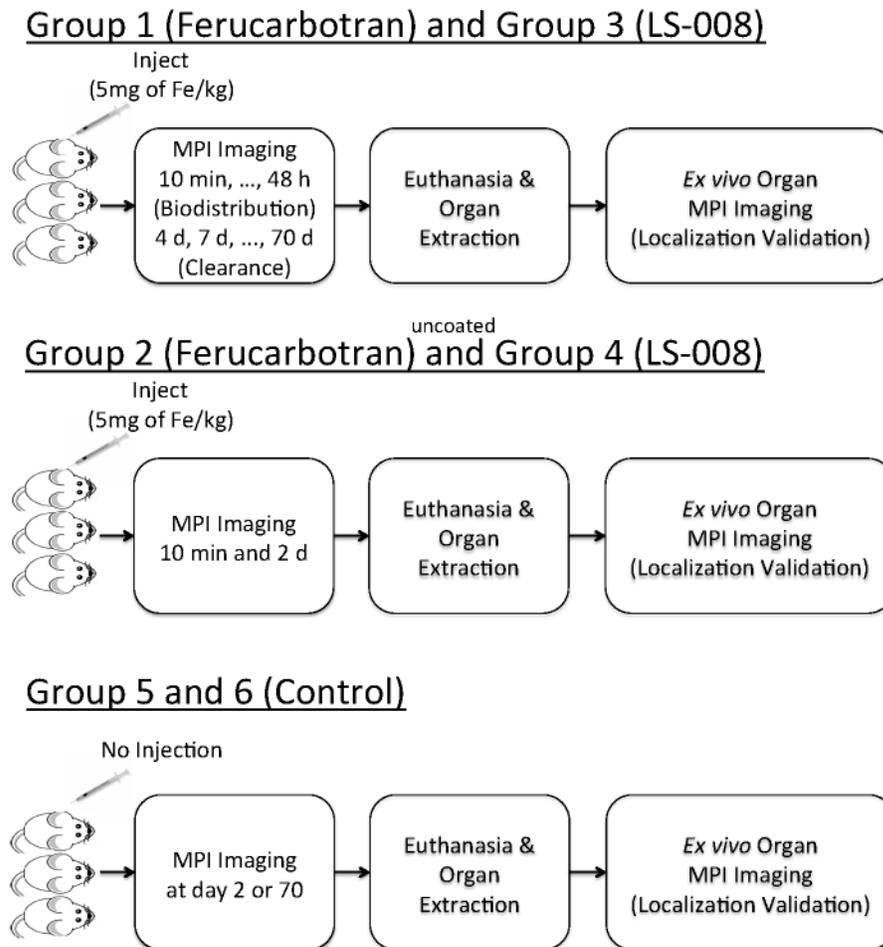 Group 1 (Ferucarbotran) and Group 3 (LS-008)
Inject
(5mg of Fe/kg)
MPI Imaging
10 min, ..., 48 h
(Biodistribution)
4 d, 7 d, ..., 70 d
(Clearance)
Euthanasia &
Organ
Extraction
Ex vivo Organ
MPI Imaging
(Localization Validation)
uncoated
Group 2 (Ferucarbotran) and Group 4 (LS-008)
Inject
(5mg of Fe/kg)
MPI Imaging
10 min and 2 d
Euthanasia &
Organ
Extraction
Ex vivo Organ
MPI Imaging
(Localization Validation)
Group 5 and 6 (Control)
No Injection
MPI Imaging
at day 2 or 70
Euthanasia &
Organ
Extraction
Ex vivo Organ
MPI Imaging
(Localization Validation)